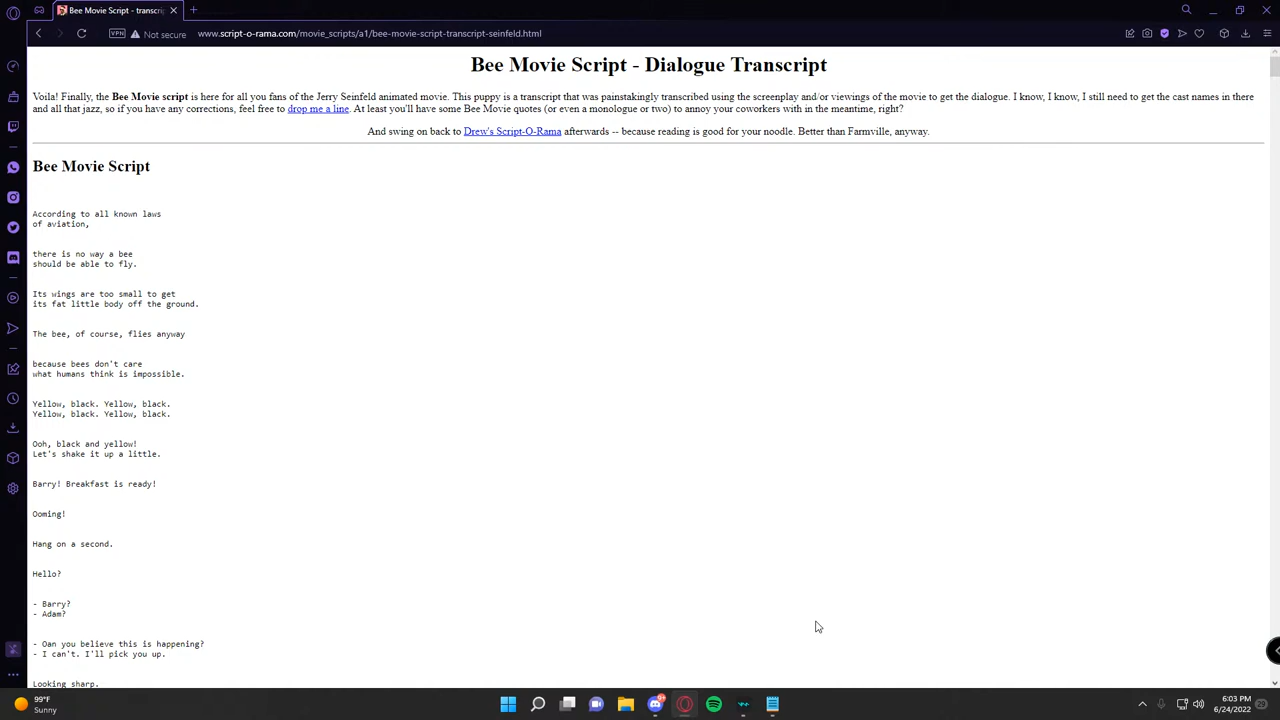 Bee Movie Script - transcri
VPN
Not secure
www.script-o-rama.com/movie_scripts/a1/bee-movie-script-transcript-seinfeld.html
Bee Movie Script - Dialogue Transcript
Voila! Finally, the Bee Movie script is here for all you fans of the Jerry Seinfeld animated movie. This puppy is a transcript that was painstakingly transcribed using the screenplay and/or viewings of the movie to get the dialogue. I know, I know, I still need to get the cast names in there
and all that jazz, so if you have any corrections, feel free to drop me a line. At least you'll have some Bee Movie quotes (or even a monologue or two) to annoy your coworkers with in the meantime, right?
And swing on back to Drew's Script-O-Rama afterwards -- because reading is good for your noodle. Better than Farmville, anyway.
Bee Movie Script
According to all known laws
of aviation,
there is no way a bee
should be able to fly.
Its wings are too small to get
its fat little body off the ground.
The bee, of course, flies anyway
because bees don't care
what humans think is impossible.
Yellow, black. Yellow, black.
Yellow, black. Yellow, black.
Ooh, black and yellow!
Let's shake it up a little.
Barry! Breakfast is ready!
Ooming!
Hang on a second.
Hello?
- Barry?
- Adam?
- Oan you believe this is happening?
- I can't. I'll pick you up.
Looking sharp.
99°F
Sunny
9+
6:03 PM
6/24/2022